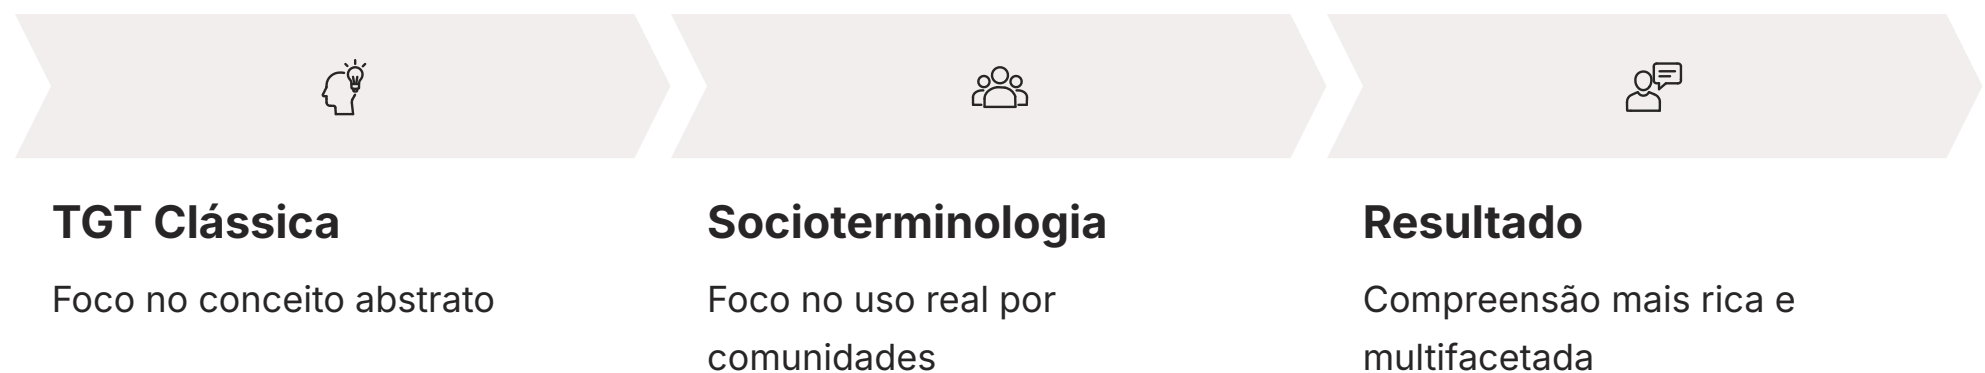 TGT Clássica
Foco no conceito abstrato
Socioterminologia
Foco no uso real por
comunidades
Resultado
Compreensão mais rica e
multifacetada